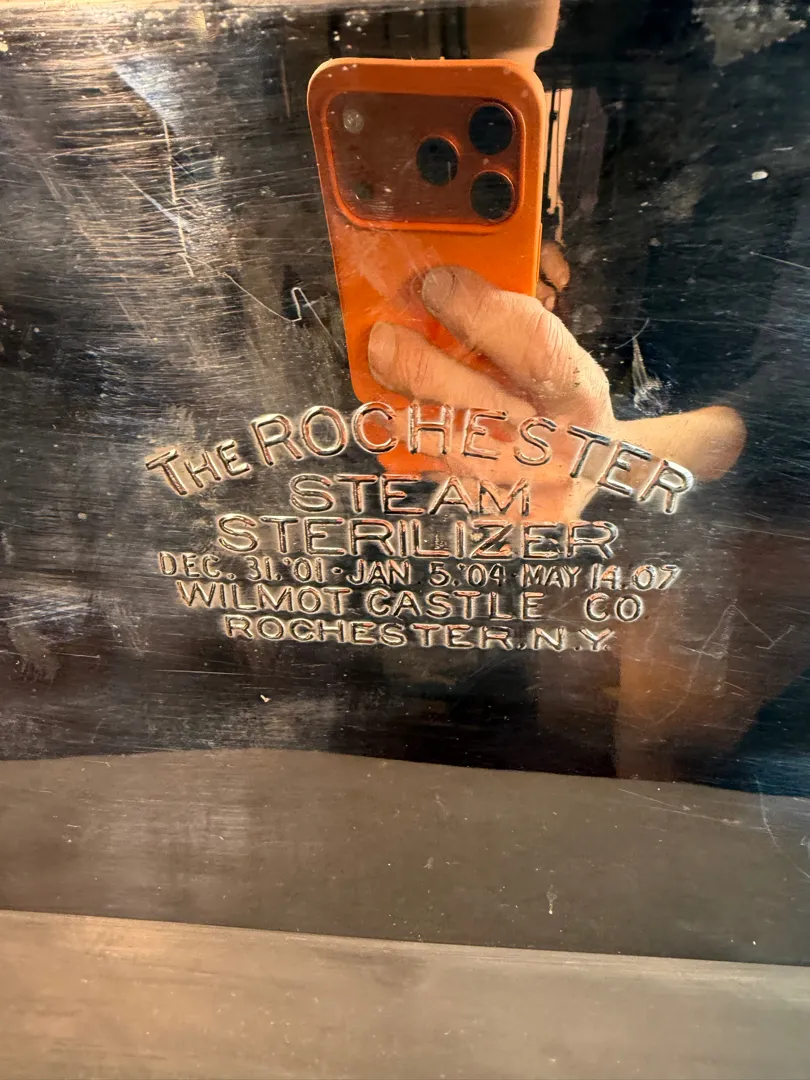 THE ROCHESTER
STEAM
STERILIZER
DEC. 31.'01 · JAN. 5.'04 · MAY 14.07
WILMOT CASTLE CO
ROCHESTER, N.Y.